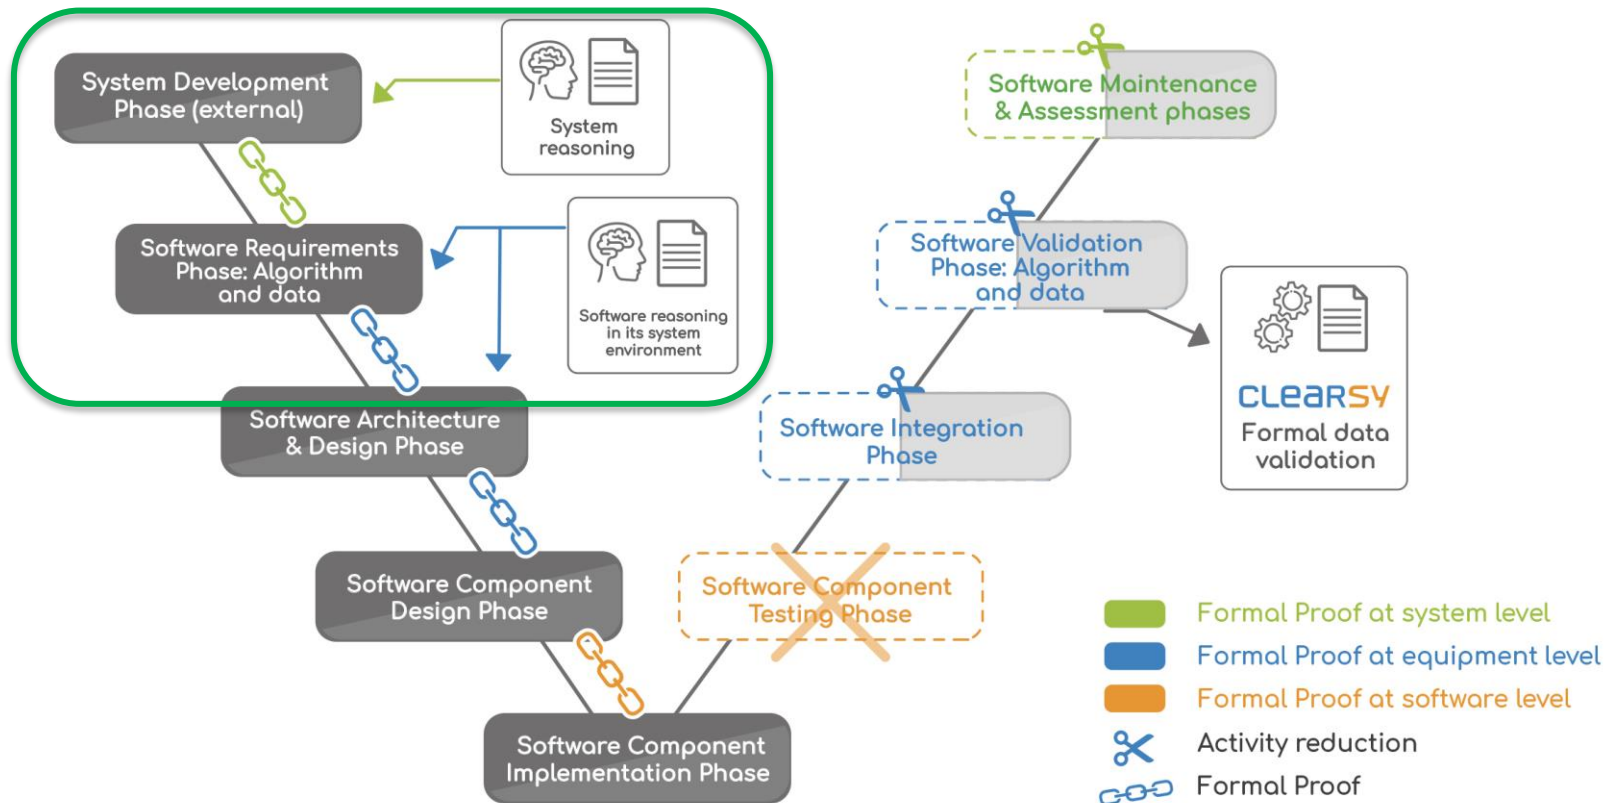 System Development
Phase (external)
System
reasoning
Software Requirements
Phase: Algorithm
and data
Software reasoning
in its system
environment
Software Architecture
& Design Phase
Software Component
Design Phase
Software Component
Implementation Phase
Software Component
Testing Phase
Software Integration
Phase
Software Validation
Phase: Algorithm
and data
Software Maintenance
& Assessment phases
CLEARSY
Formal data
validation
Formal Proof at system level
Formal Proof at equipment level
Formal Proof at software level
Activity reduction
Formal Proof